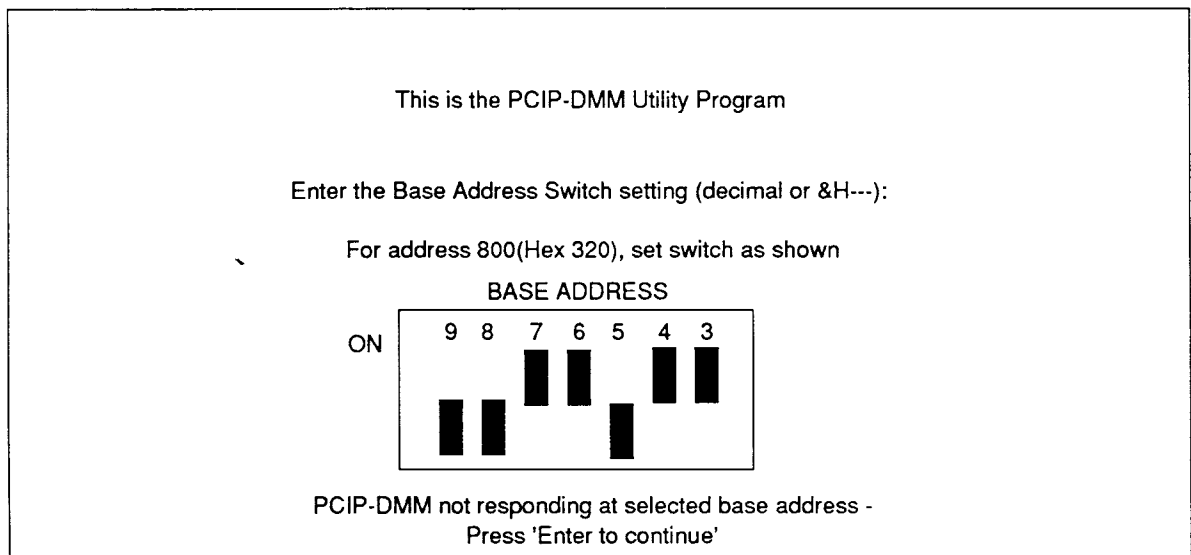 This is the PCIP-DMM Utility Program
Enter the Base Address Switch setting (decimal or &H---):
For address 800(Hex 320), set switch as shown
BASE ADDRESS
ON 9 8 7 6 5 4 3
PCIP-DMM not responding at selected base address -
Press 'Enter to continue'